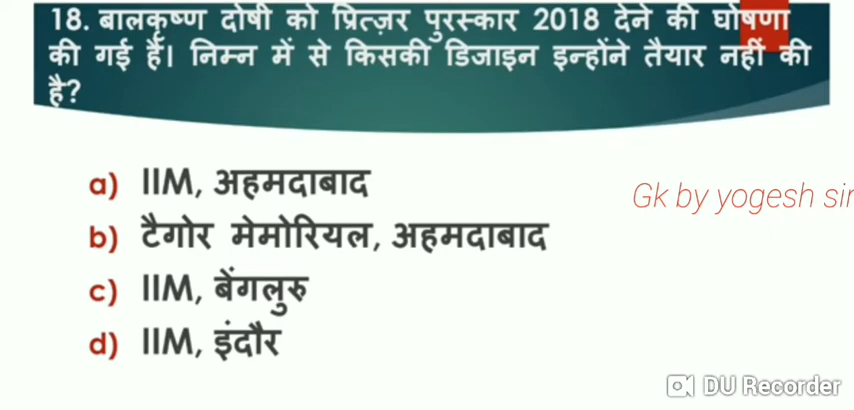 18. बालकृष्ण दोषी को प्रित्ज़र पुरस्कार 2018 देने की घोषणा
की गई हैं। निम्न में से किसकी डिजाइन इन्होंने तैयार नहीं की
है?
a) IIM, अहमदाबाद
Gk by yogesh sir
b) टैगोर मेमोरियल, अहमदाबाद
c) IIM, बेंगलुरु
d) IIM, इंदौर
DU Recorder